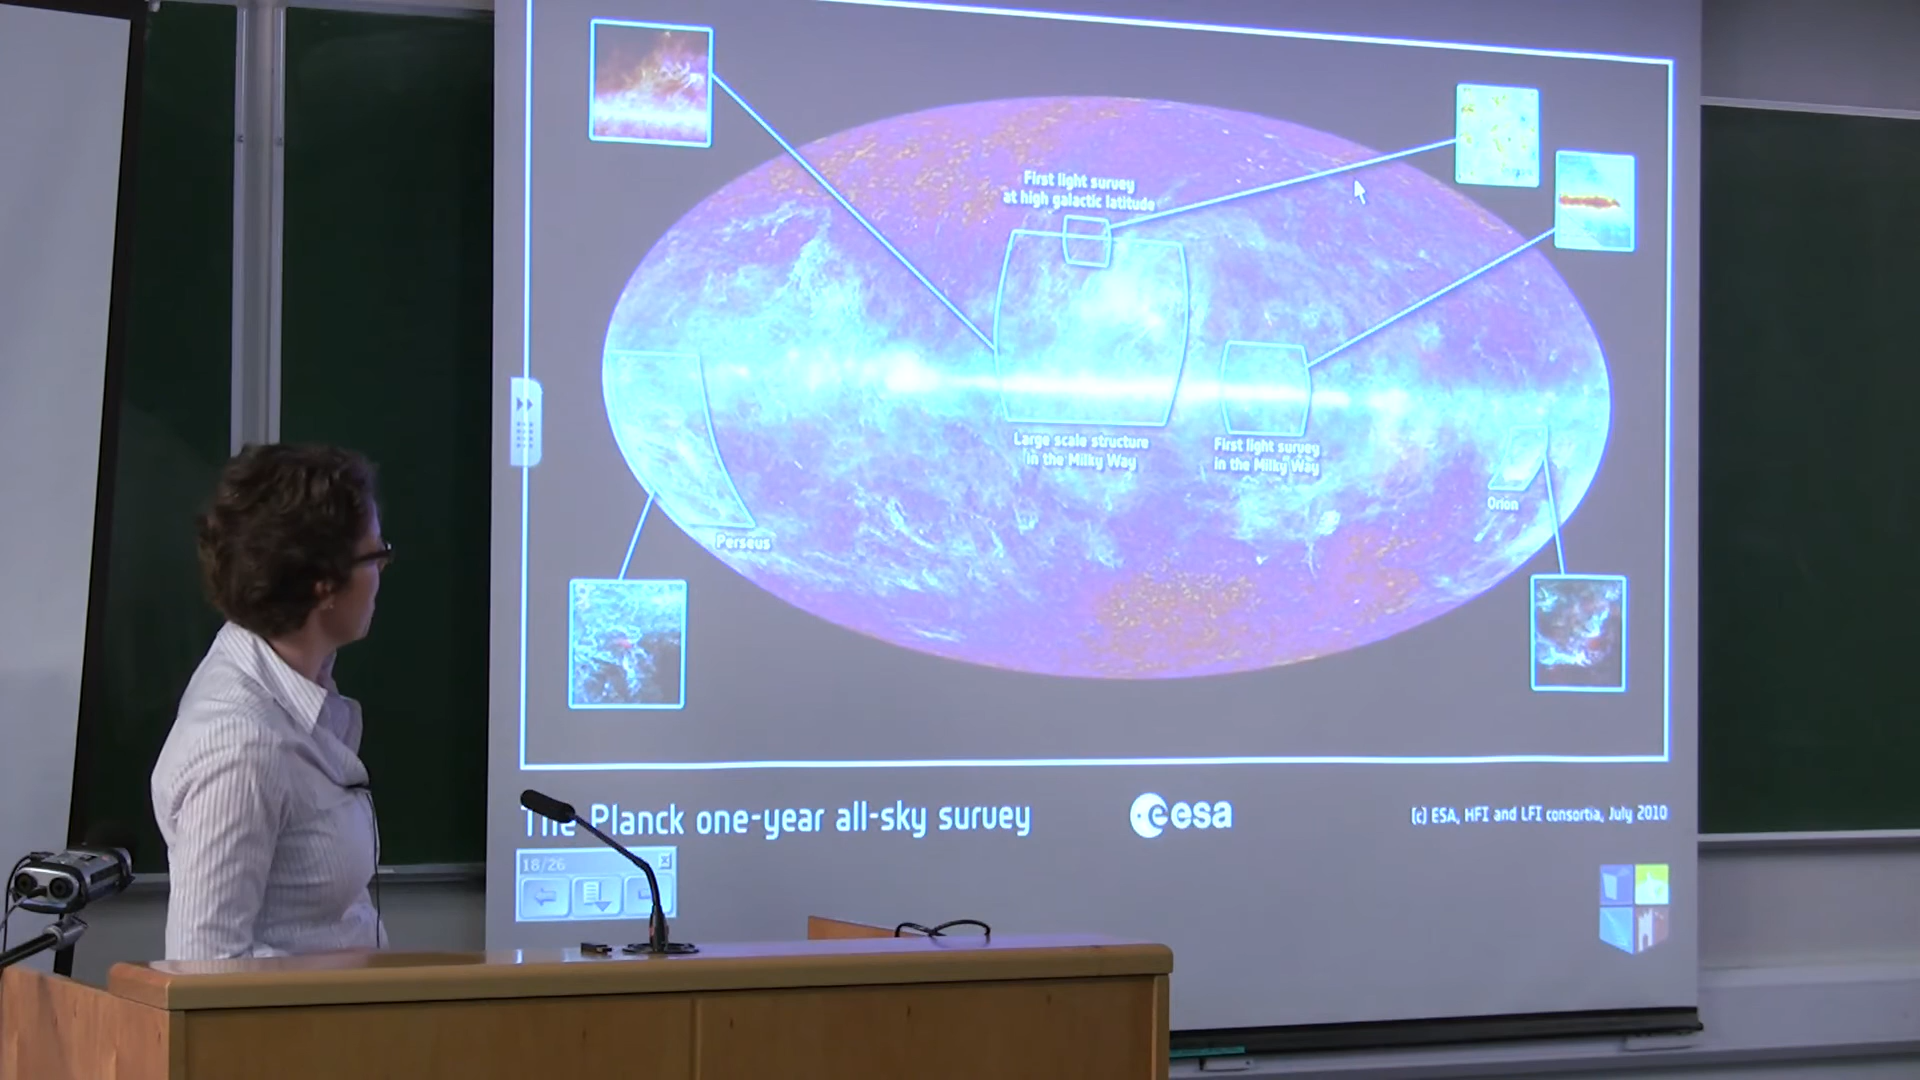 First light survey
at high galactic latitude
Large scale structure
in the Milky Way
First light survey
in the Milky Way
Orion
Perseus
The Planck one-year all-sky survey
esa
(c) ESA, HFI and LFI consortia, July 2010
18/26